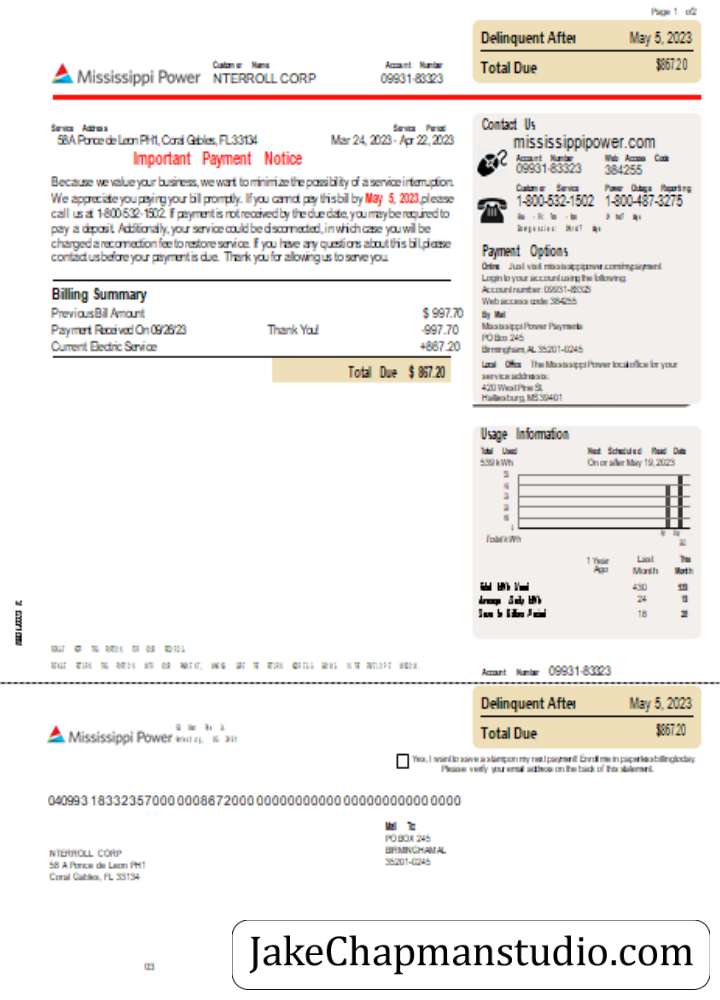 Page 1 of2
Delinquent After May 5, 2023
Total Due $867.20
Mississippi Power
Customer Name
NTERROLL CORP
Account Number
09931-83323
Service Address
58A Ponce de Leon PH1, Coral Gables, FL33134
Service Period
Mar 24, 2023 - Apr 22, 2023
Important Payment Notice
Because we value your business, we want to minimize the possibility of a service interruption.
We appreciate you paying your bill promptly. If you cannot pay this bill by May 5, 2023,please
call us at 1-800-532-1502. If payment is not received by the due date, you may be required to
pay a deposit. Additionally, your service could be disconnected, in which case you will be
charged a reconnection fee to restore service. If you have any questions about this bill,please
contact us before your payment is due. Thank you for allowing us to serve you.
Billing Summary
Previous Bill Amount $ 997.70
Payment Received On 09/26/23 Thank You! -997.70
Current Electric Service +867.20
Total Due $ 867.20
Contact Us
mississippipower.com
Account Number Web Access Code
09931-83323 384255
Customer Service Power Outage Reporting
1-800-532-1502 1-800-487-3275
Payment Options
Online Just visit mississippipower.com/mypayment
Login to your account using the following:
Account number: 09931-83323
Web access code: 384255
By Mail
Mississippi Power Payments
PO Box 245
Birmingham, AL 35201-0245
Local Office The Mississippi Power local office for your
service address is:
420 West Pine St.
Hattiesburg, MS 39401
Usage Information
Total Used Next Scheduled Read Date
539 kWh On or after May 19, 2023
Total kWh
1 Year Ago Last Month This Month
Total kWh Used 430 539
Average Daily kWh 24
Days In Billing Period 18
Account Number 09931-83323
Delinquent After May 5, 2023
Total Due $867.20
Mississippi Power
Yes, I want to save a stamp on my next payment! Enroll me in paperless billing today.
Please verify your email address on the back of this statement.
040993 18332357000 0008672000 00000000000 000000000000 0000
Mail To:
PO BOX 245
BIRMINGHAM AL
35201-0245
NTERROLL CORP
58 A Ponce de Leon PH1
Coral Gables, FL 33134
JakeChapmanstudio.com